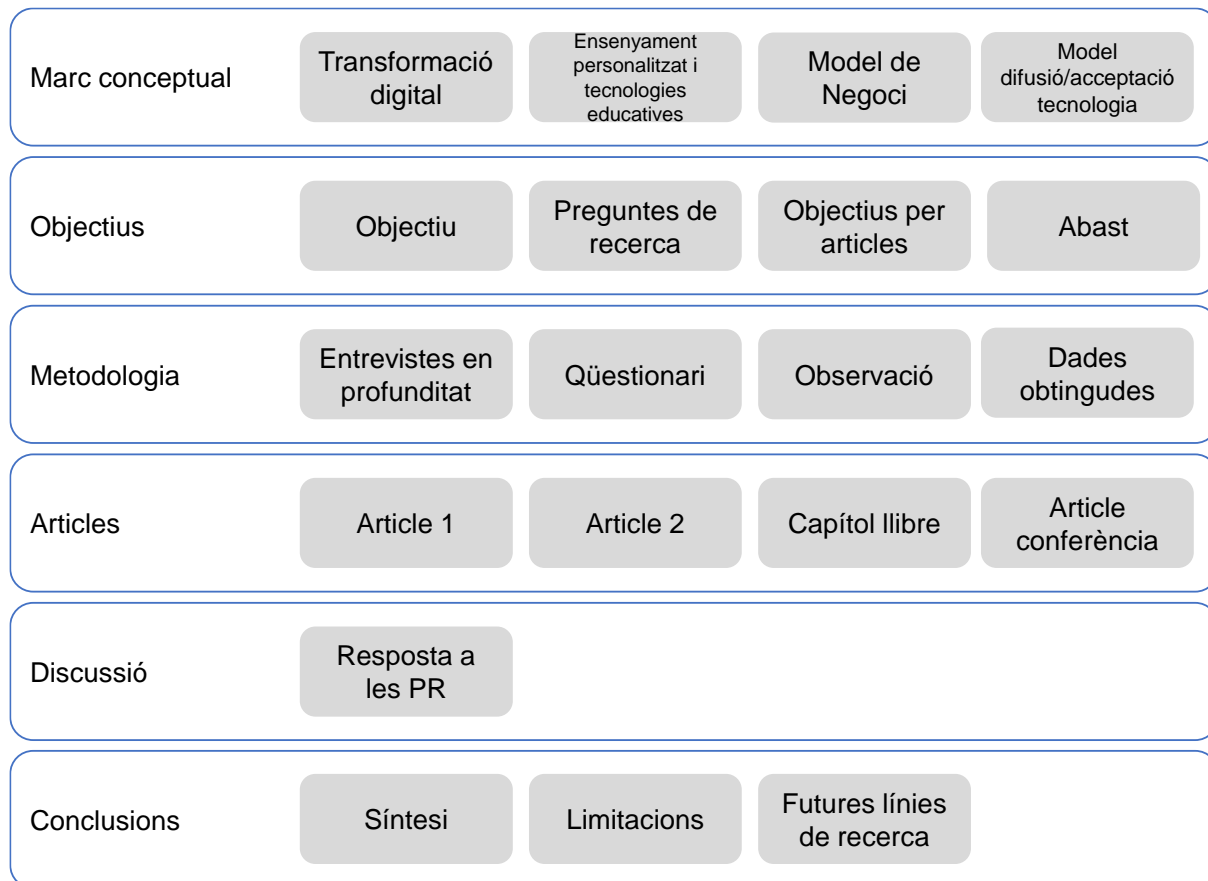 Marc conceptual
Transformació
digital
Ensenyament
personalitzat i
tecnologies
educatives
Model de
Negoci
Model
difusió/acceptació
tecnologia
Objectius
Objectiu
Preguntes de
recerca
Objectius per
articles
Abast
Metodologia
Entrevistes en
profunditat
Qüestionari
Observació
Dades
obtingudes
Articles
Article 1
Article 2
Capítol llibre
Article
conferència
Discussió
Resposta a
les PR
Conclusions
Síntesi
Limitacions
Futures línies
de recerca